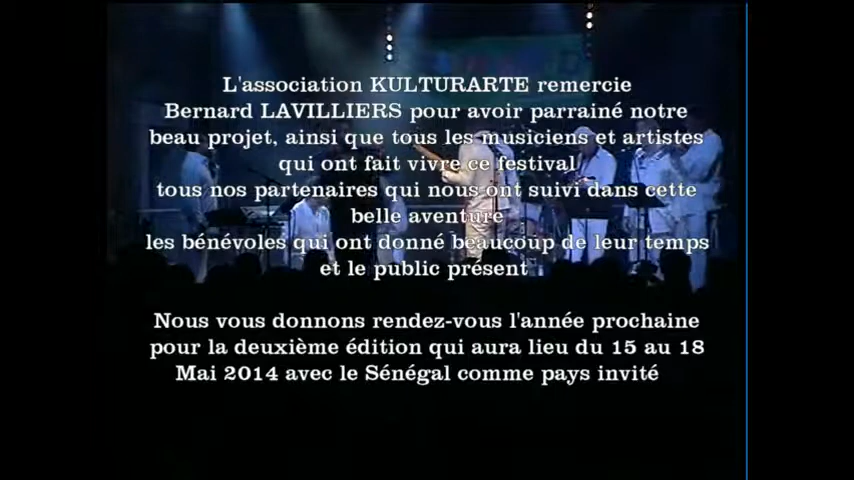 L'association KULTURARTE remercie
Bernard LAVILLIERS pour avoir parrainé notre
beau projet, ainsi que tous les musiciens et artistes
qui ont fait vivre ce festival
tous nos partenaires qui nous ont suivi dans cette
belle aventure
les bénévoles qui ont donné beaucoup de leur temps
et le public présent
Nous vous donnons rendez-vous l'année prochaine
pour la deuxième édition qui aura lieu du 15 au 18
Mai 2014 avec le Sénégal comme pays invité